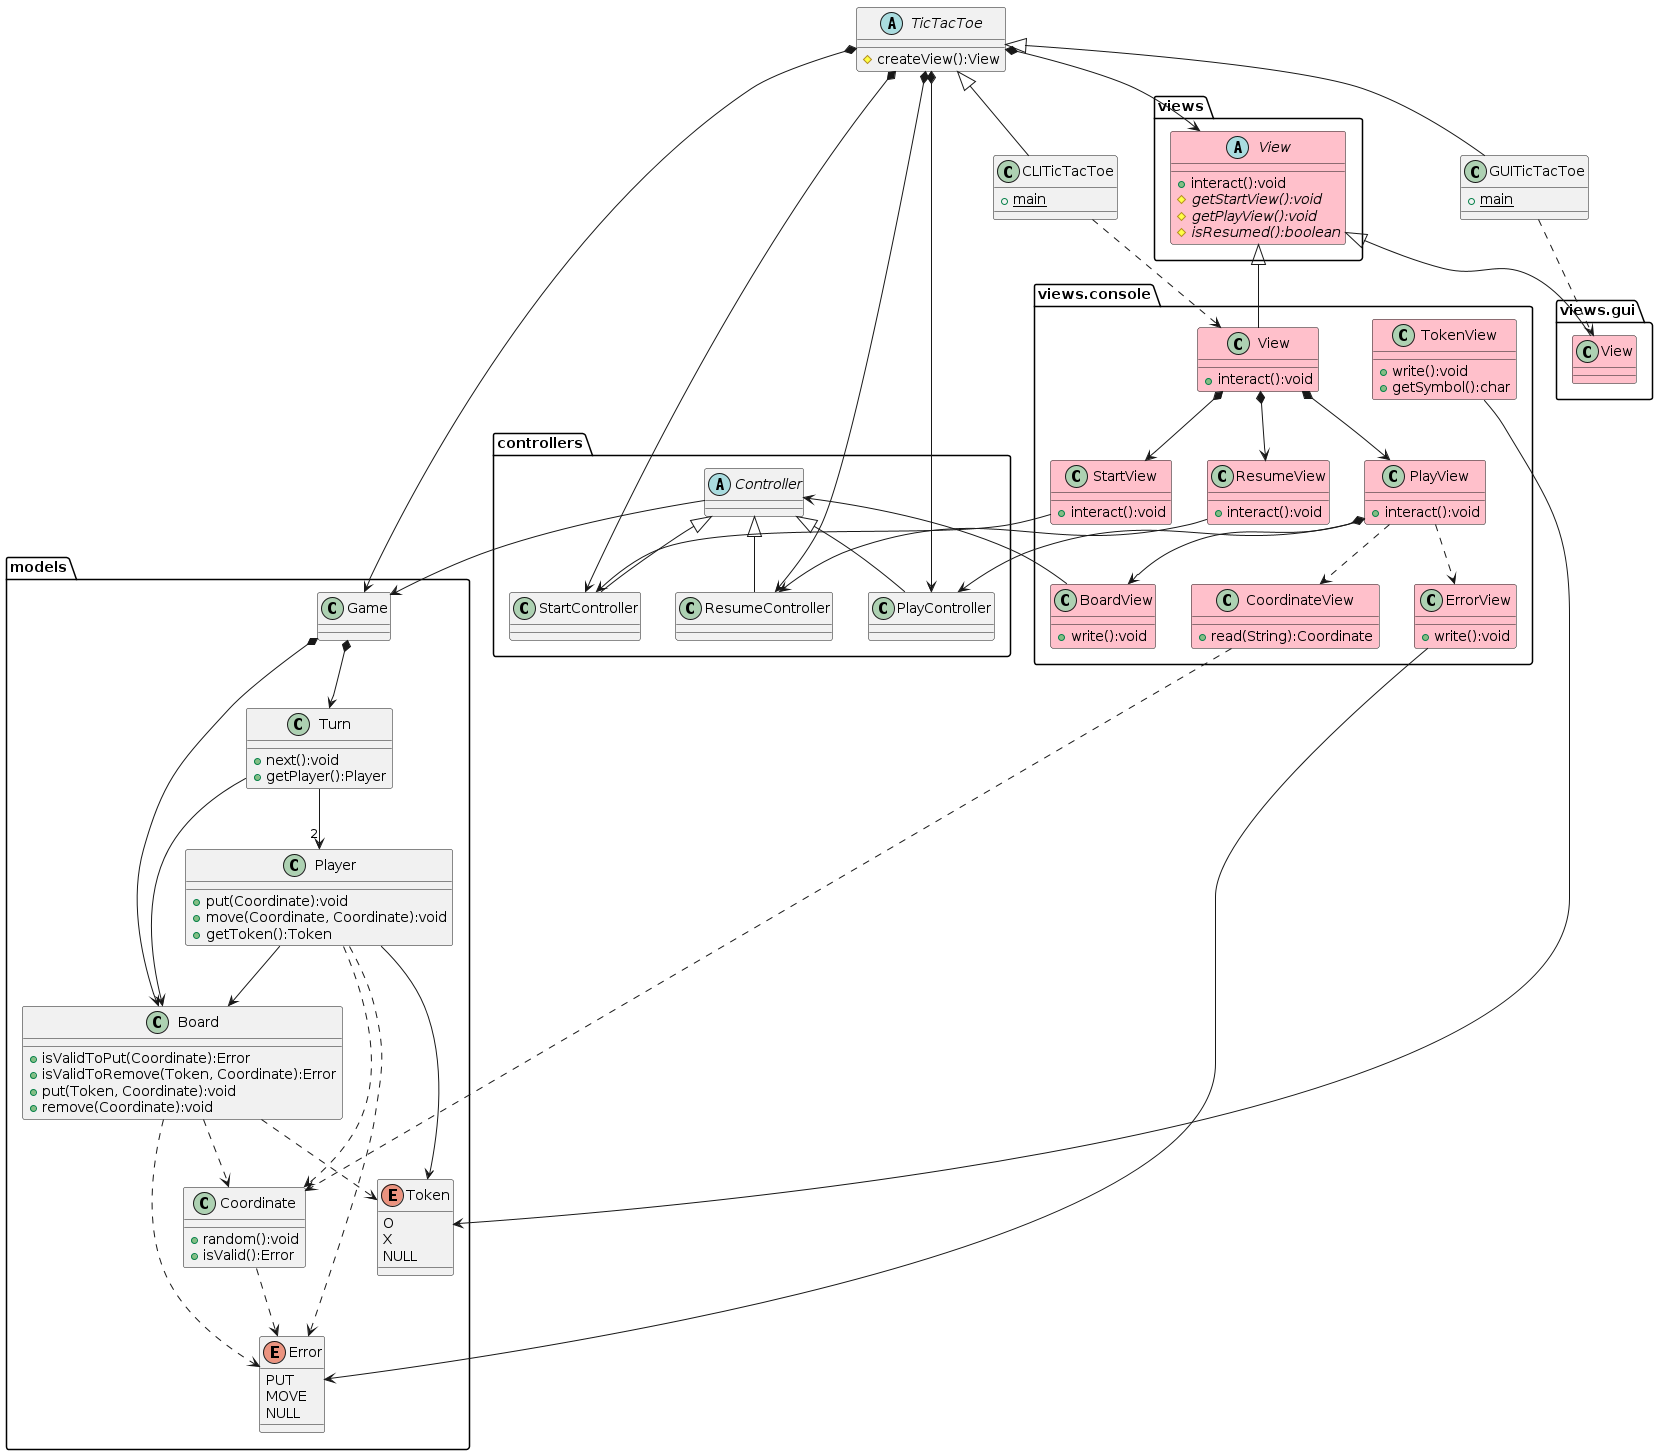 A TicTacToe
createView():View
views
A View
interact():void
getStartView():void
getPlayView():void
isResumed():boolean
C CLITicTacToe
main
C GUITicTacToe
main
views.console
C View
interact():void
C TokenView
write():void
getSymbol():char
views.gui
C View
C StartView
interact():void
C ResumeView
interact():void
C PlayView
interact():void
C BoardView
write():void
C CoordinateView
read(String):Coordinate
C ErrorView
write():void
controllers
A Controller
C StartController
C ResumeController
C PlayController
models
C Game
C Turn
next():void
getPlayer():Player
2
C Player
put(Coordinate):void
move(Coordinate, Coordinate):void
getToken():Token
C Board
isValidToPut(Coordinate):Error
isValidToRemove(Token, Coordinate):Error
put(Token, Coordinate):void
remove(Coordinate):void
C Coordinate
random():void
isValid():Error
E Token
O
X
NULL
E Error
PUT
MOVE
NULL